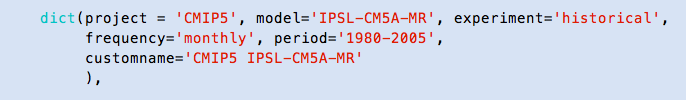 dict(project = 'CMIP5', model='IPSL-CM5A-MR', experiment='historical',
frequency='monthly', period='1980-2005',
customname='CMIP5 IPSL-CM5A-MR'
),